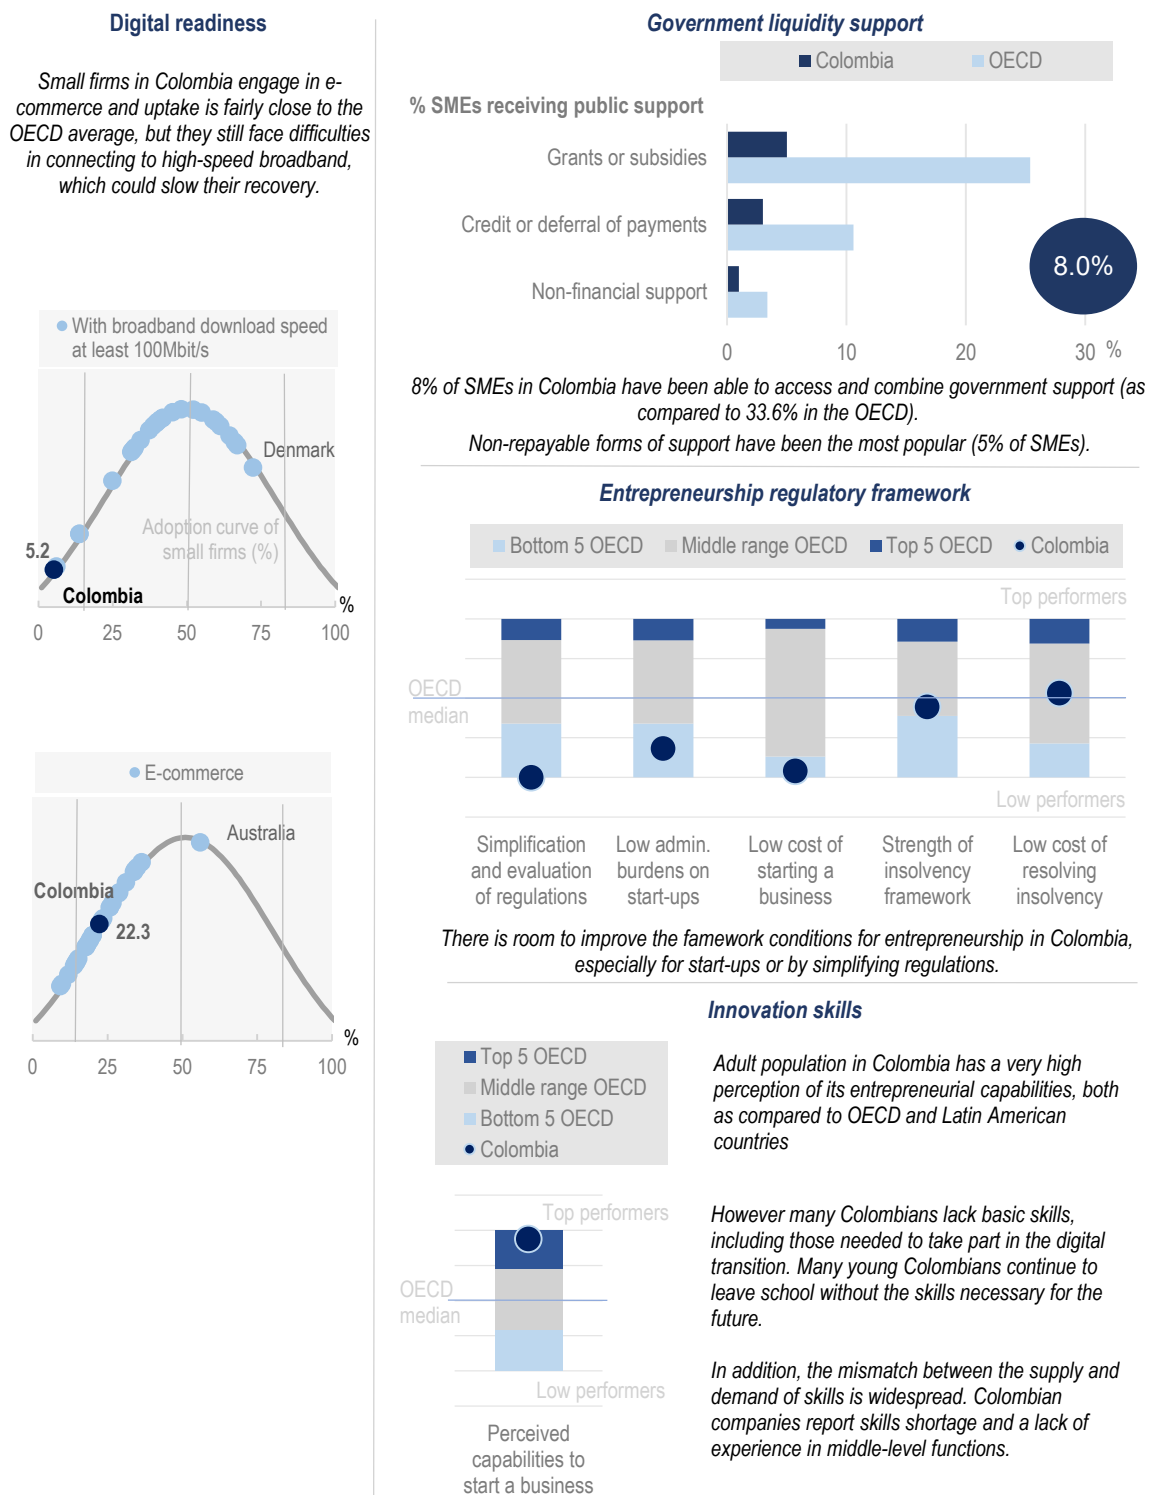 Digital readiness
Small firms in Colombia engage in e-
commerce and uptake is fairly close to the
OECD average, but they still face difficulties
in connecting to high-speed broadband,
which could slow their recovery.
With broadband download speed
at least 100Mbit/s
Denmark
Adoption curve of
small firms (%)
5.2
Colombia
%
0 25 50 75 100
E-commerce
Australia
Colombia
22.3
%
0 25 50 75 100
Government liquidity support
Colombia OECD
% SMEs receiving public support
Grants or subsidies
Credit or deferral of payments
Non-financial support
8.0%
0 10 20 30 %
8% of SMEs in Colombia have been able to access and combine government support (as
compared to 33.6% in the OECD).
Non-repayable forms of support have been the most popular (5% of SMEs).
Entrepreneurship regulatory framework
Bottom 5 OECD Middle range OECD Top 5 OECD Colombia
Top performers
OECD
median
Low performers
Simplification
and evaluation
of regulations
Low admin.
burdens on
start-ups
Low cost of
starting a
business
Strength of
insolvency
framework
Low cost of
resolving
insolvency
There is room to improve the famework conditions for entrepreneurship in Colombia,
especially for start-ups or by simplifying regulations.
Innovation skills
Top 5 OECD
Middle range OECD
Bottom 5 OECD
Colombia
Top performers
OECD
median
Low performers
Perceived
capabilities to
start a business
Adult population in Colombia has a very high
perception of its entrepreneurial capabilities, both
as compared to OECD and Latin American
countries
However many Colombians lack basic skills,
including those needed to take part in the digital
transition. Many young Colombians continue to
leave school without the skills necessary for the
future.
In addition, the mismatch between the supply and
demand of skills is widespread. Colombian
companies report skills shortage and a lack of
experience in middle-level functions.